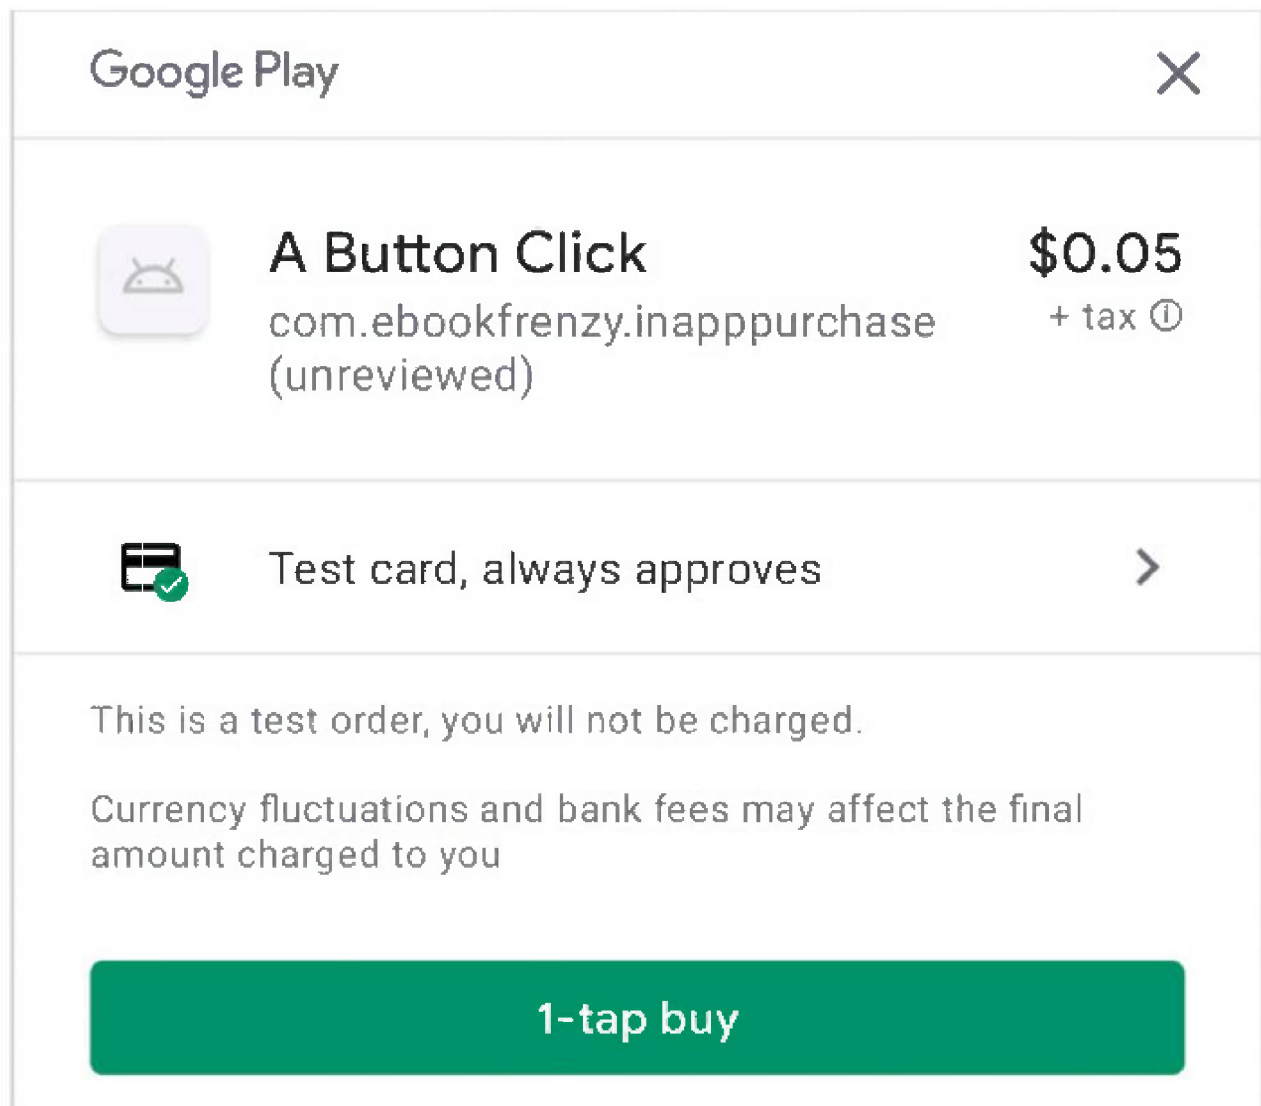 Google Play
A Button Click
$0.05
com.ebookfrenzy.inapppurchase
+ tax
(unreviewed)
Test card, always approves
This is a test order, you will not be charged.
Currency fluctuations and bank fees may affect the final
amount charged to you
1-tap buy